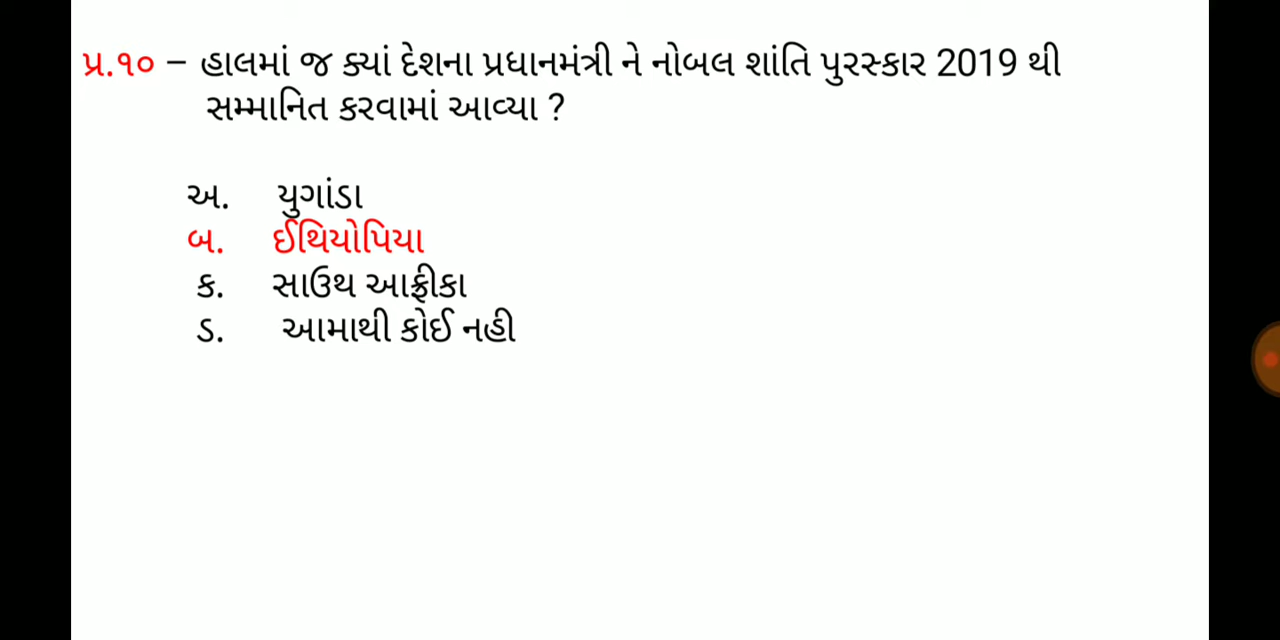 પ્ર.૧૦ – હાલમાં જ ક્યાં દેશના પ્રધાનમંત્રી ને નોબલ શાંતિ પુરસ્કાર 2019 થી
સમ્માનિત કરવામાં આવ્યા ?
અ. યુગાંડા
બ. ઈથિયોપિયા
ક. સાઉથ આફ્રીકા
ડ. આમાથી કોઈ નહી